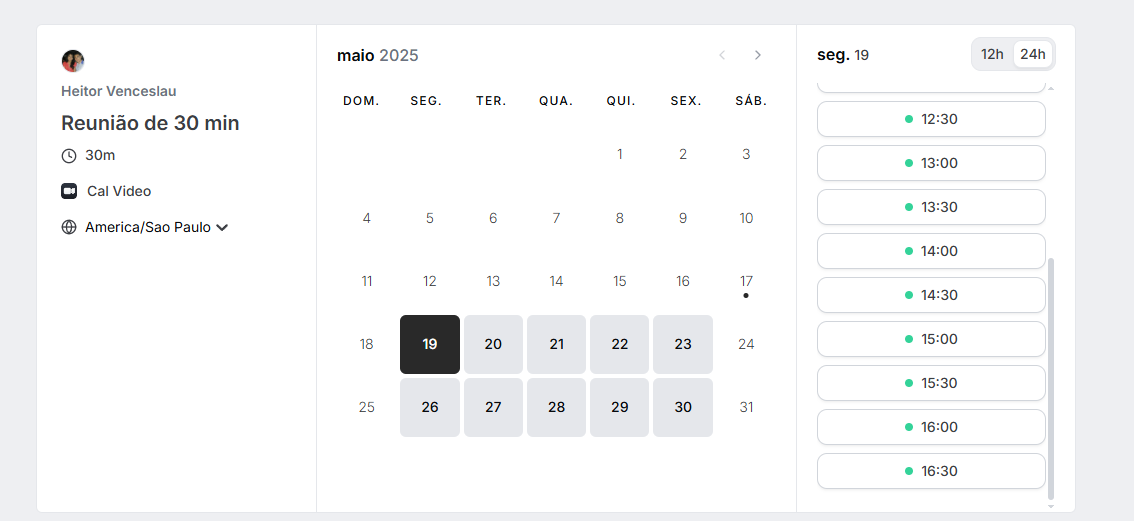 Heitor Venceslau
Reunião de 30 min
30m
Cal Video
America/Sao Paulo
maio 2025
DOM. SEG. TER. QUA. QUI. SEX. SÁB.
1 2 3
4 5 6 7 8 9 10
11 12 13 14 15 16 17
18 19 20 21 22 23 24
25 26 27 28 29 30 31
seg. 19
12h 24h
12:30
13:00
13:30
14:00
14:30
15:00
15:30
16:00
16:30